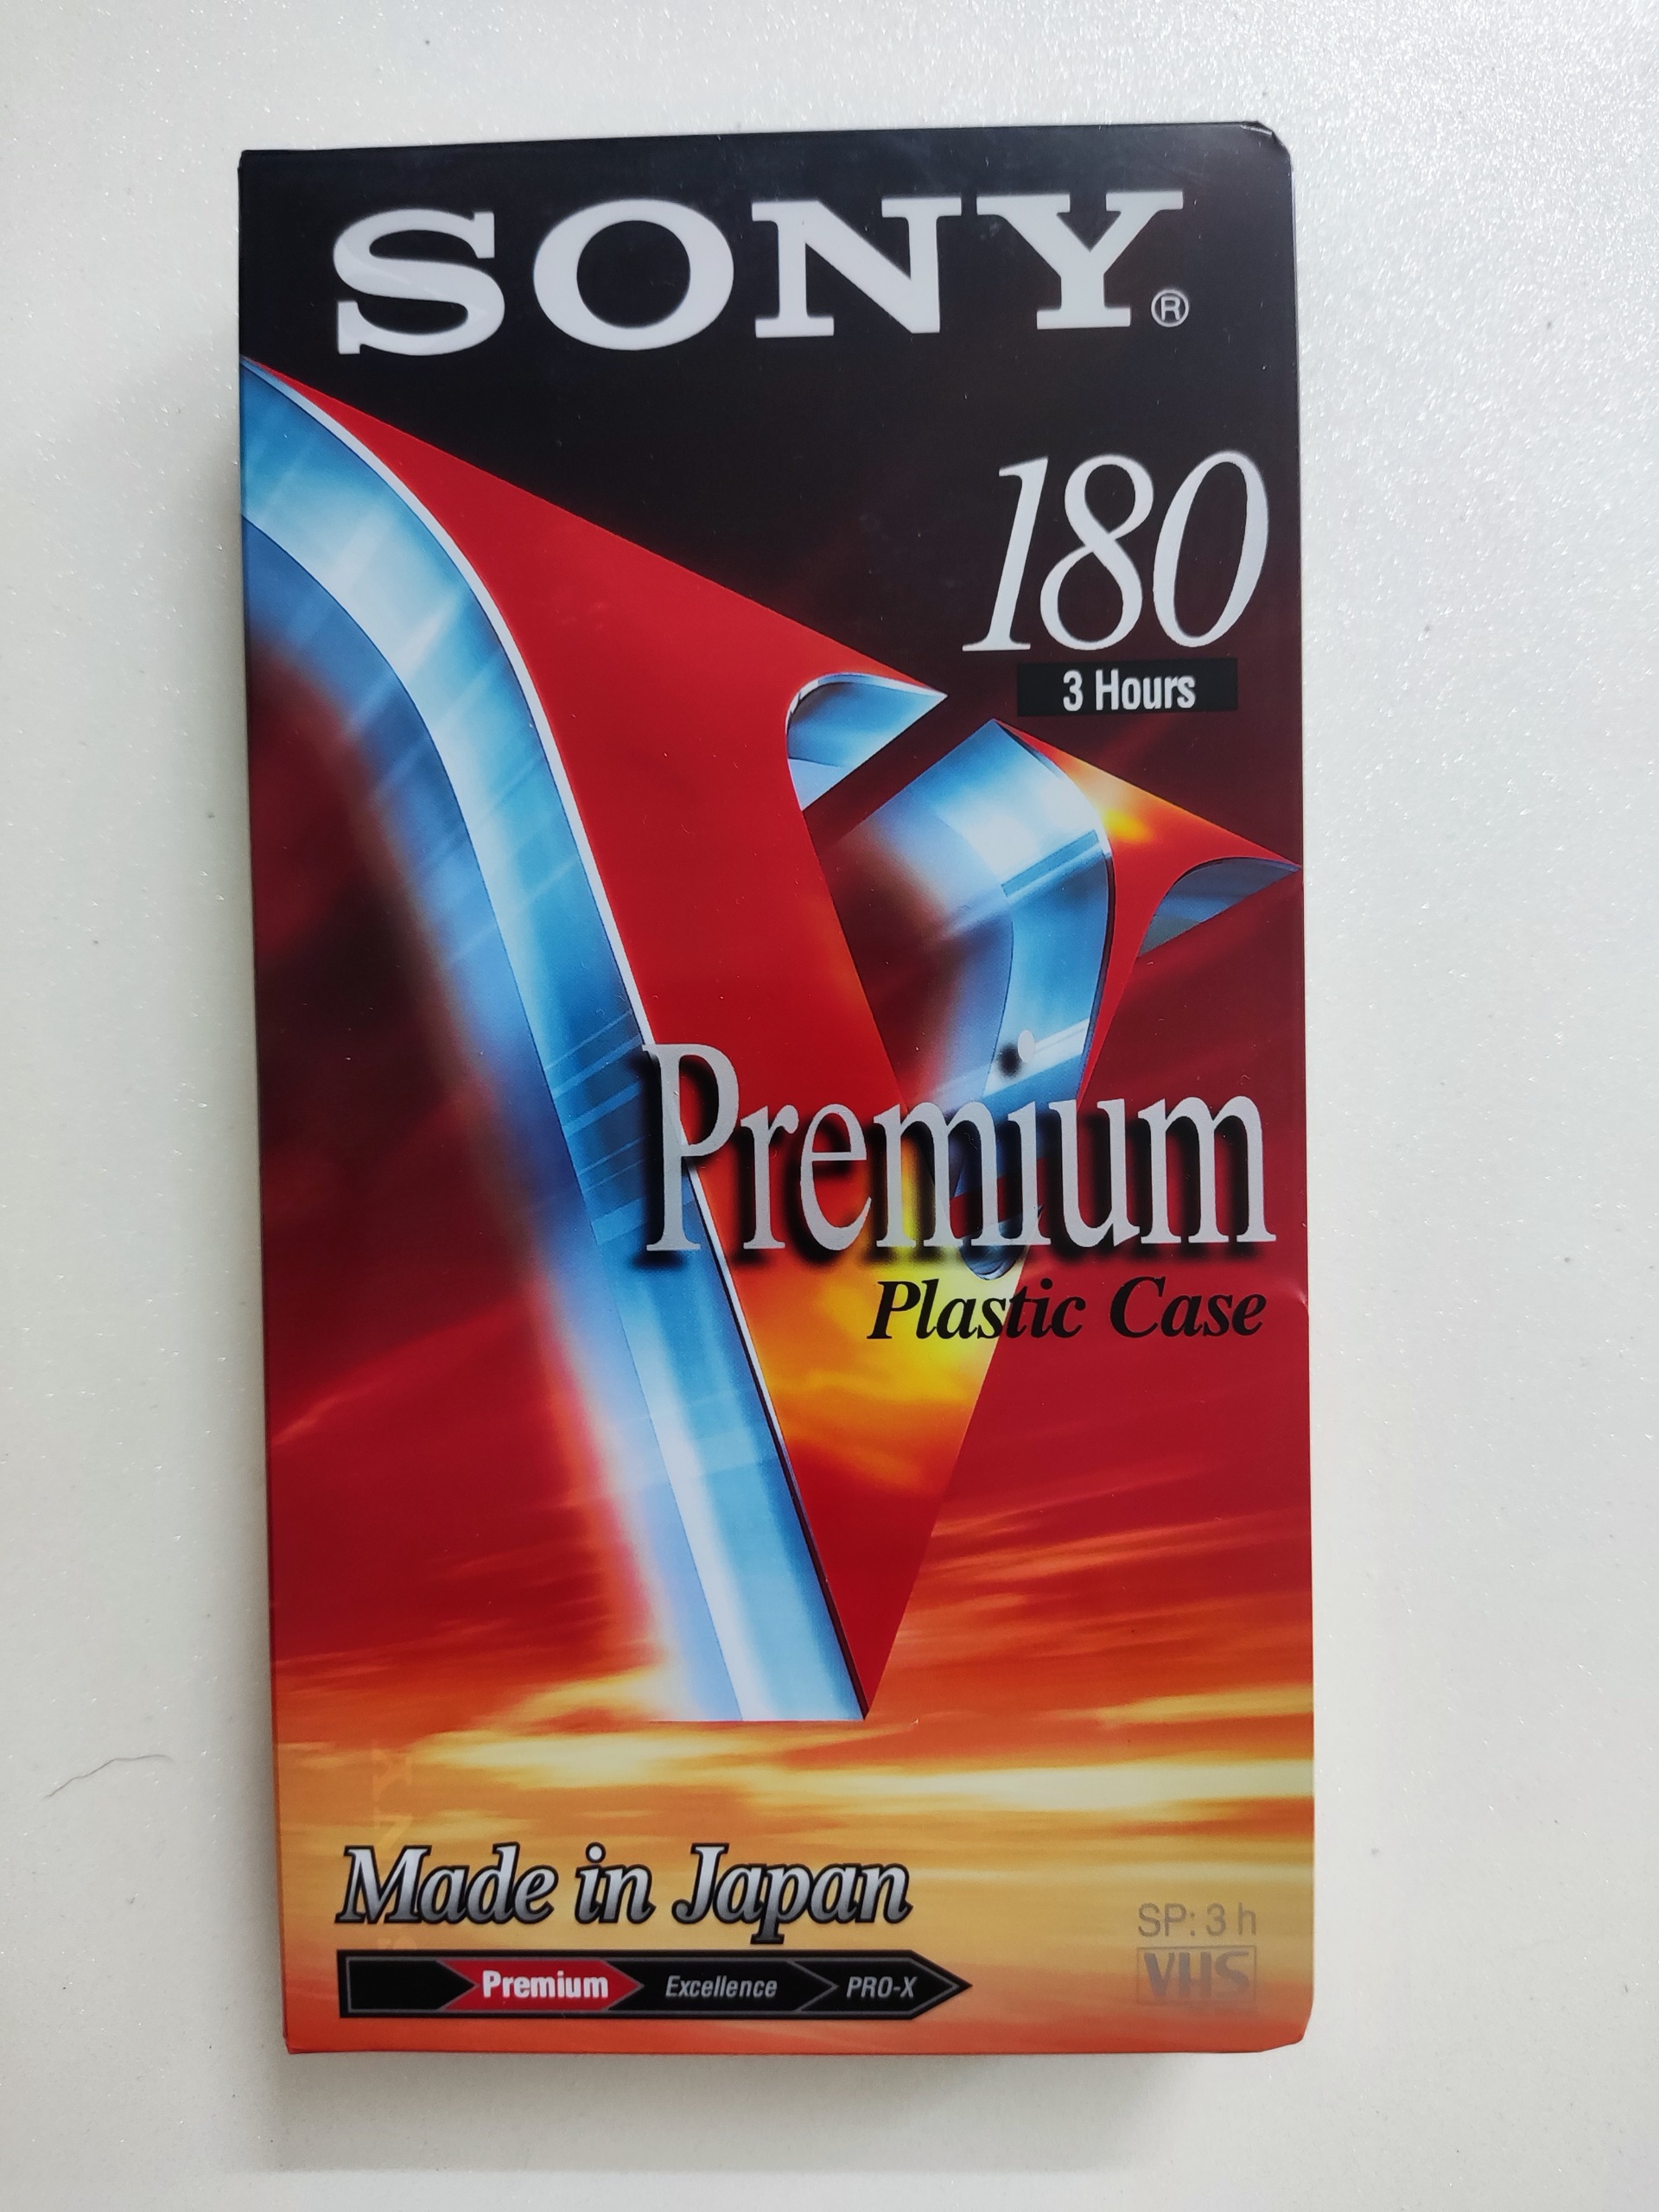 SONY®
180
3 Hours
Premium
Plastic Case
Made in Japan
Premium Excellence PRO-X
SP: 3 h
VHS